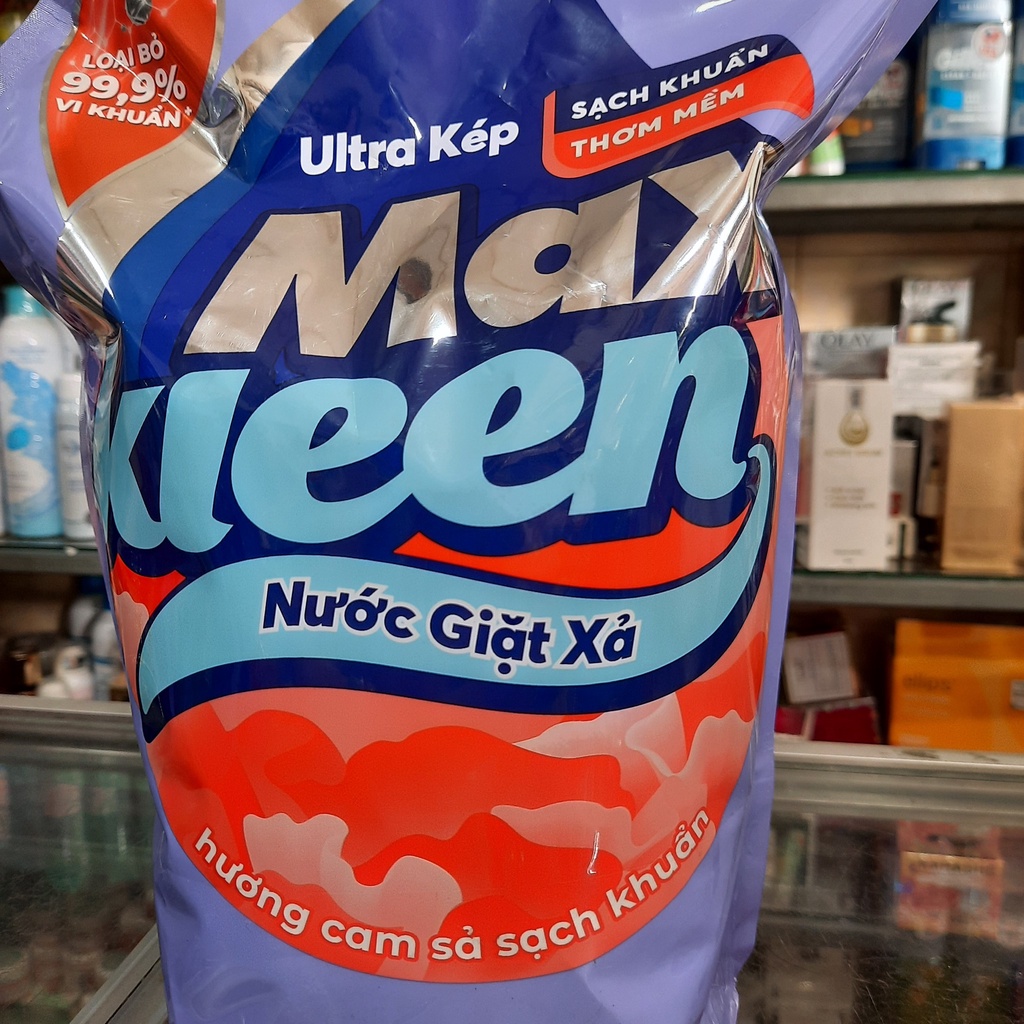 LOẠI BỎ
99,9%
VI KHUẨN*
SẠCH KHUẨN
THƠM MỀM
Ultra Kép
Max
Kleen
Nước Giặt Xả
hương cam sả sạch khuẩn
OLAY